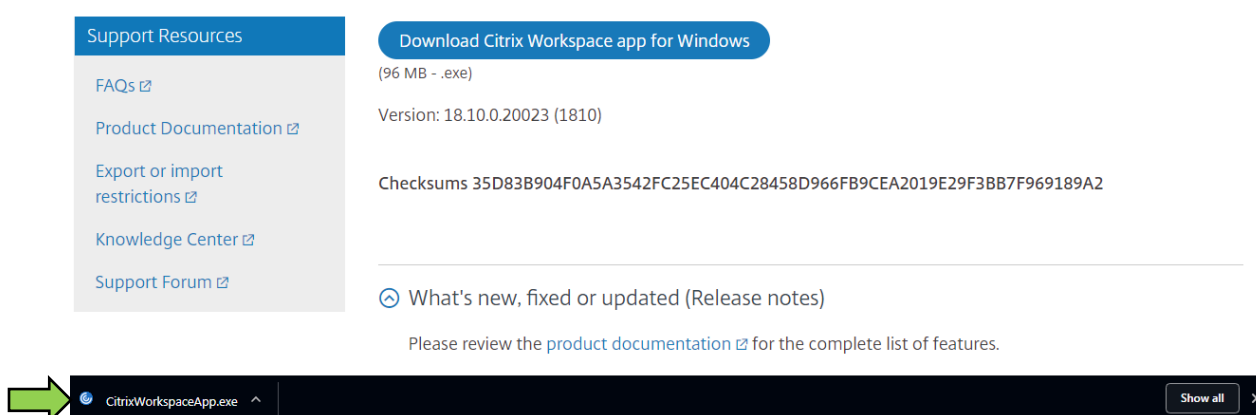 Support Resources
FAQs
Product Documentation
Export or import
restrictions
Knowledge Center
Support Forum
Download Citrix Workspace app for Windows
(96 MB - .exe)
Version: 18.10.0.20023 (1810)
Checksums 35D83B904F0A5A3542FC25EC404C28458D966FB9CEA2019E29F3BB7F969189A2
What's new, fixed or updated (Release notes)
Please review the product documentation for the complete list of features.
CitrixWorkspaceApp.exe
Show all